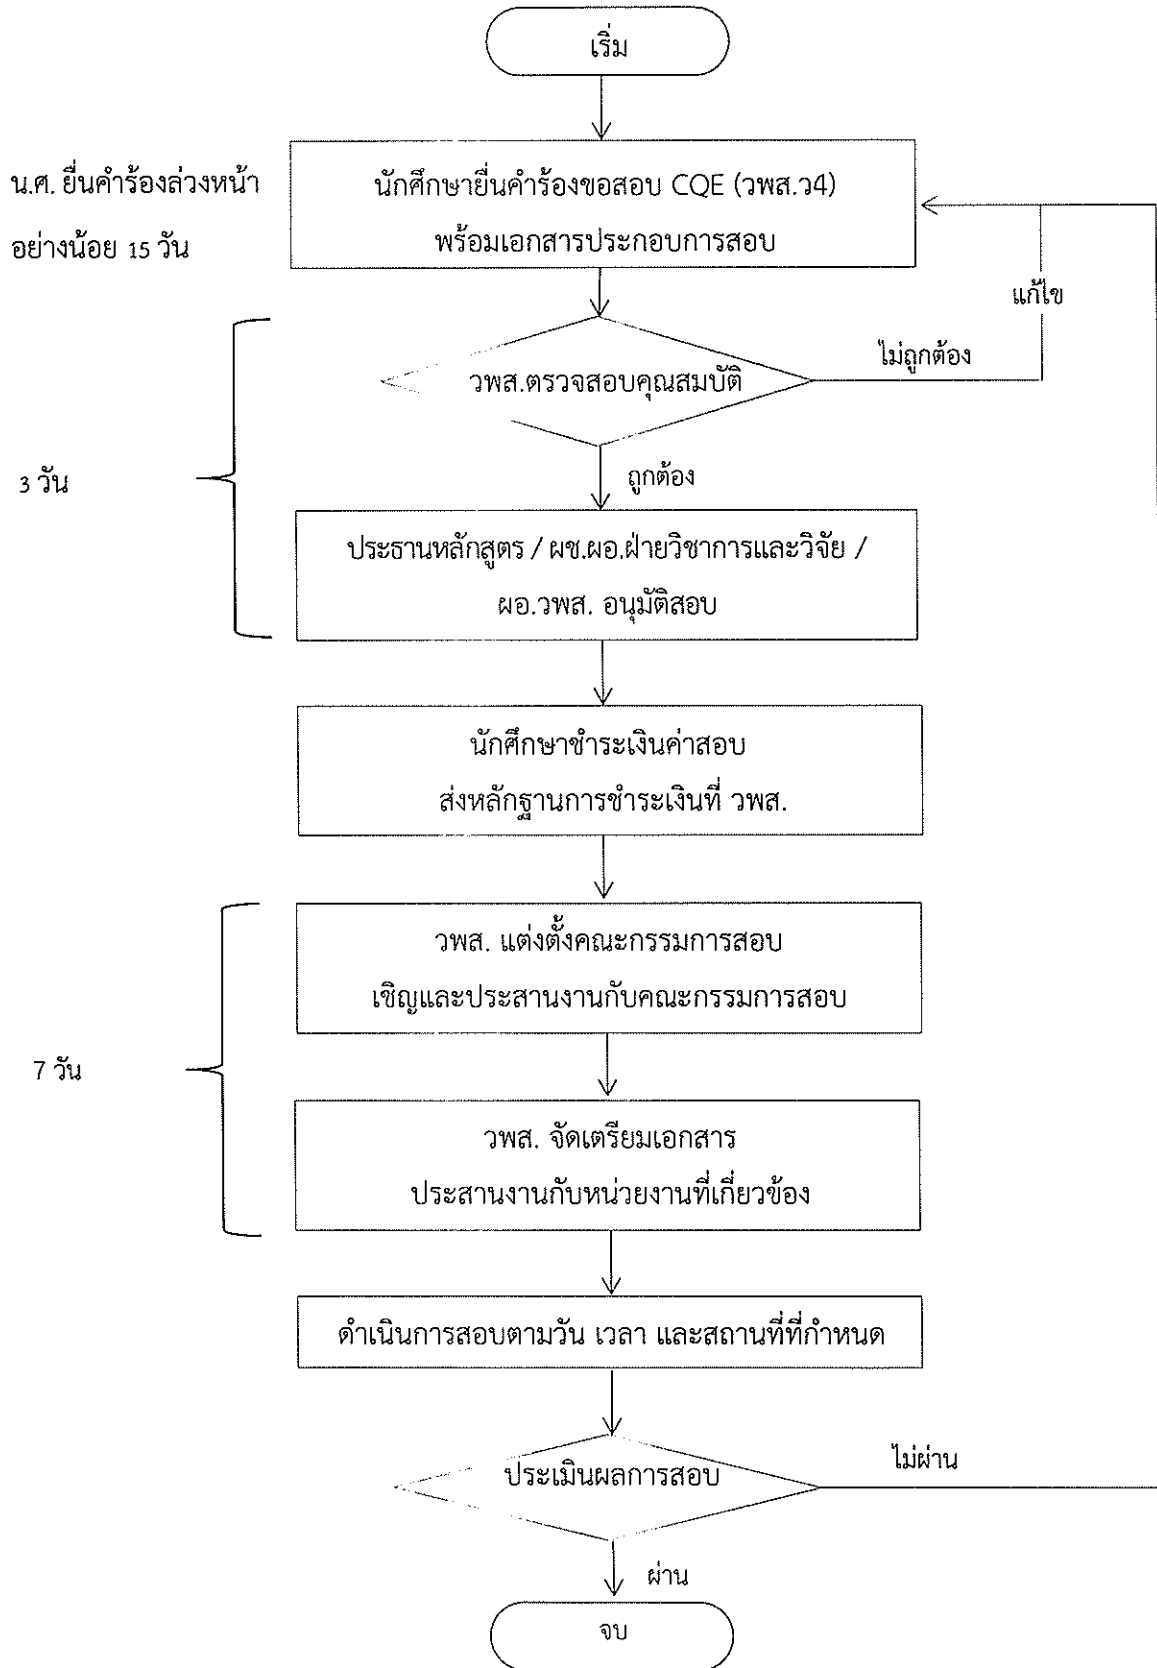 เริ่ม
น.ศ. ยื่นคำร้องล่วงหน้า
อย่างน้อย 15 วัน
นักศึกษายื่นคำร้องขอสอบ CQE (วพส.ว4)
พร้อมเอกสารประกอบการสอบ
แก้ไข
ไม่ถูกต้อง
วพส.ตรวจสอบคุณสมบัติ
3 วัน
ถูกต้อง
ประธานหลักสูตร / ผช.ผอ.ฝ่ายวิชาการและวิจัย /
ผอ.วพส. อนุมัติสอบ
นักศึกษาชำระเงินค่าสอบ
ส่งหลักฐานการชำระเงินที่ วพส.
วพส. แต่งตั้งคณะกรรมการสอบ
เชิญและประสานงานกับคณะกรรมการสอบ
7 วัน
วพส. จัดเตรียมเอกสาร
ประสานงานกับหน่วยงานที่เกี่ยวข้อง
ดำเนินการสอบตามวัน เวลา และสถานที่ที่กำหนด
ไม่ผ่าน
ประเมินผลการสอบ
ผ่าน
จบ